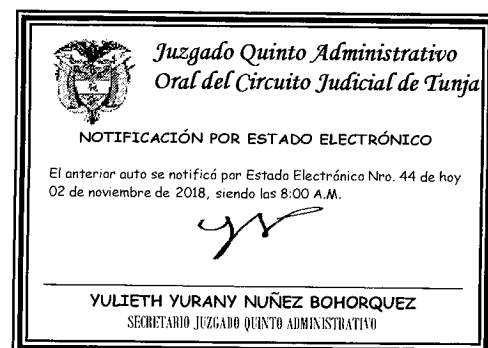 Juzgado Quinto Administrativo
Oral del Circuito Judicial de Tunja
NOTIFICACIÓN POR ESTADO ELECTRÓNICO
El anterior auto se notificó por Estado Electrónico Nro. 44 de hoy
02 de noviembre de 2018, siendo las 8:00 A.M.
YULIETH YURANY NUÑEZ BOHORQUEZ
SECRETARIO JUZGADO QUINTO ADMINISTRATIVO